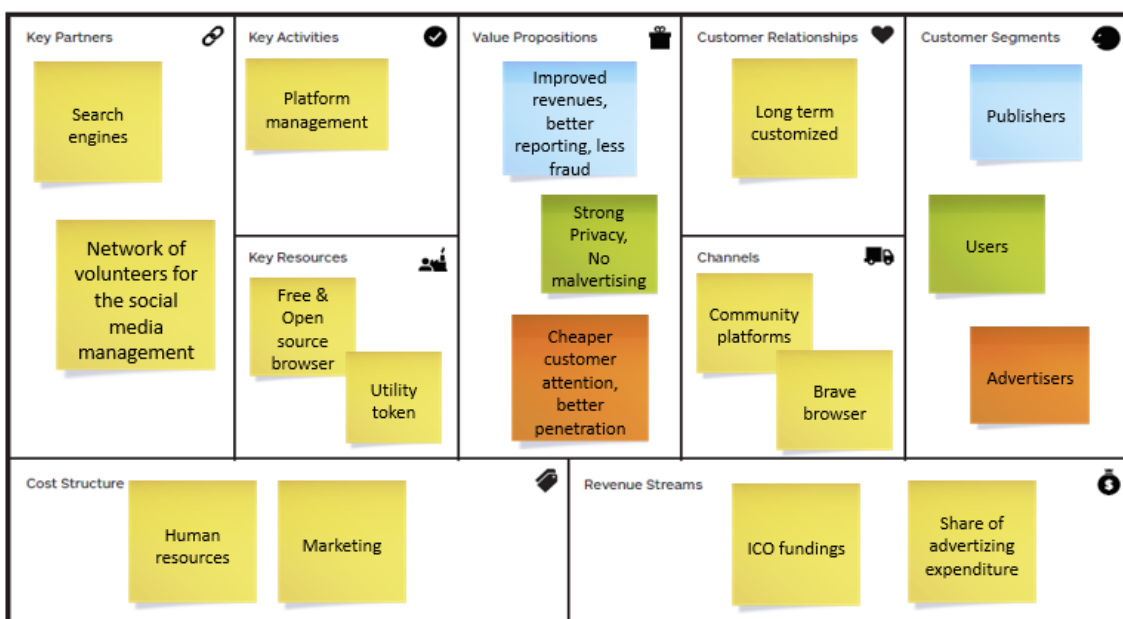 Key Partners
Search
engines
Network of
volunteers for
the social
media
management
Key Activities
Platform
management
Key Resources
Free &
Open
source
browser
Utility
token
Value Propositions
Improved
revenues,
better
reporting, less
fraud
Strong
Privacy,
No
malvertising
Cheaper
customer
attention,
better
penetration
Customer Relationships
Long term
customized
Channels
Community
platforms
Brave
browser
Customer Segments
Publishers
Users
Advertisers
Cost Structure
Human
resources
Marketing
Revenue Streams
ICO fundings
Share of
advertizing
expenditure